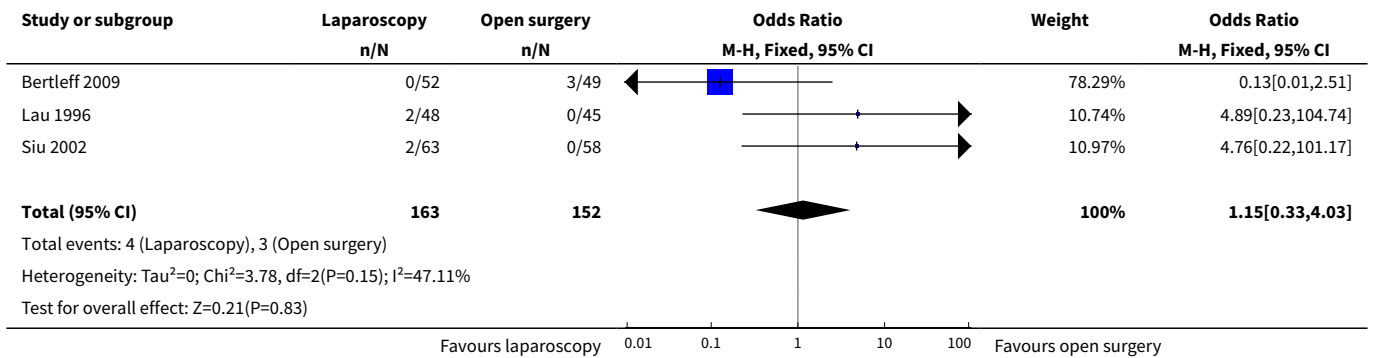 Study or subgroup Laparoscopy Open surgery Odds Ratio Weight Odds Ratio
n/N n/N M-H, Fixed, 95% CI M-H, Fixed, 95% CI
Bertleff 2009 0/52 3/49 78.29% 0.13[0.01,2.51]
Lau 1996 2/48 0/45 10.74% 4.89[0.23,104.74]
Siu 2002 2/63 0/58 10.97% 4.76[0.22,101.17]
Total (95% CI) 163 152 100% 1.15[0.33,4.03]
Total events: 4 (Laparoscopy), 3 (Open surgery)
Heterogeneity: Tau²=0; Chi²=3.78, df=2(P=0.15); I²=47.11%
Test for overall effect: Z=0.21(P=0.83)
Favours laparoscopy 0.01 0.1 1 10 100 Favours open surgery